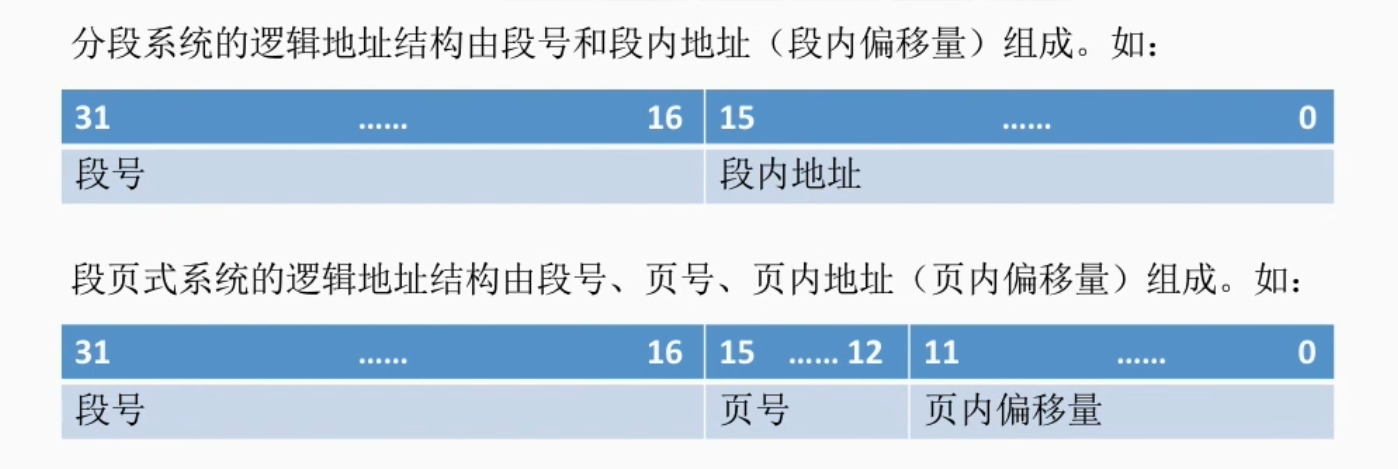 分段系统的逻辑地址结构由段号和段内地址（段内偏移量）组成。如：
31 …… 16 15 …… 0
段号 段内地址
段页式系统的逻辑地址结构由段号、页号、页内地址（页内偏移量）组成。如：
31 …… 16 15 …… 12 11 …… 0
段号 页号 页内偏移量